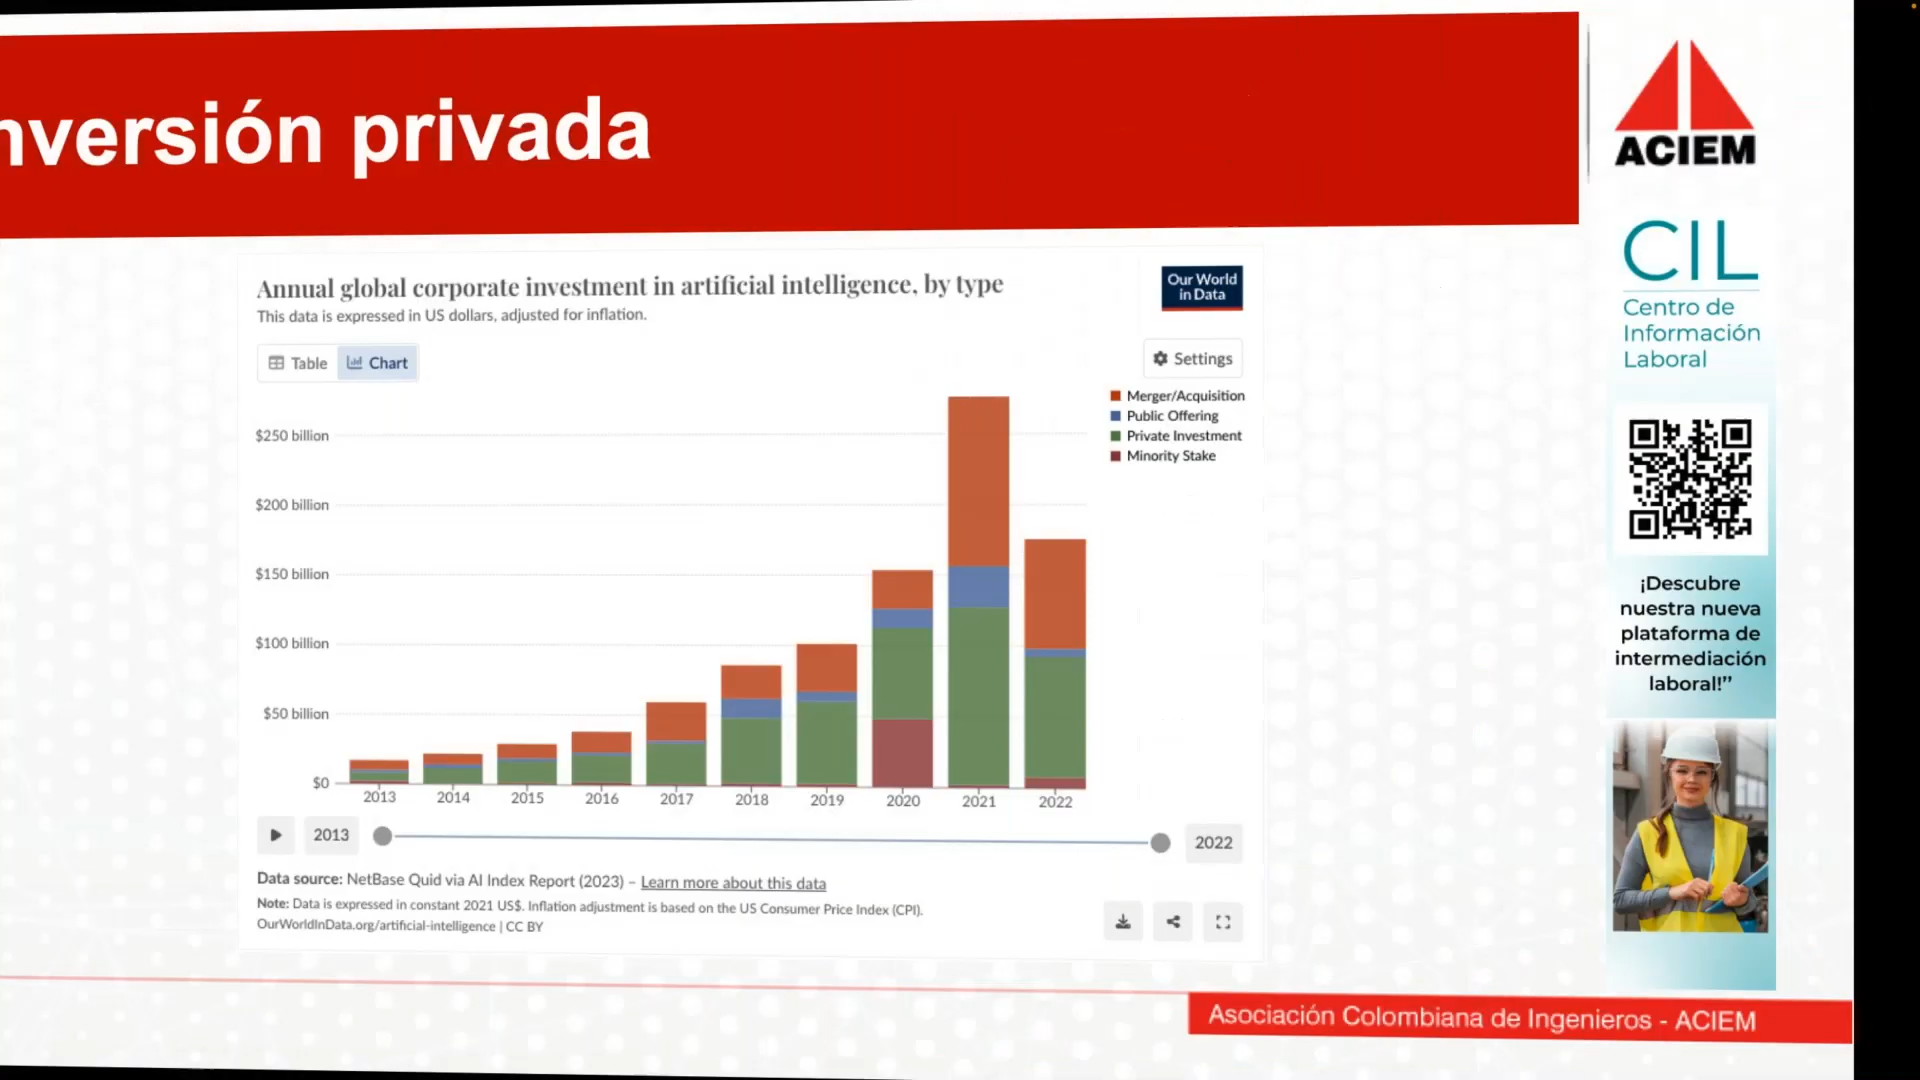 nversión privada
ACIEM
CIL
Centro de
Información
Laboral
Annual global corporate investment in artificial intelligence, by type
This data is expressed in US dollars, adjusted for inflation.
Our World
in Data
Table
Chart
Settings
Merger/Acquisition
Public Offering
Private Investment
Minority Stake
$250 billion
$200 billion
$150 billion
$100 billion
$50 billion
$0
2013 2014 2015 2016 2017 2018 2019 2020 2021 2022
2013
2022
Data source: NetBase Quid via AI Index Report (2023) – Learn more about this data
Note: Data is expressed in constant 2021 US$. Inflation adjustment is based on the US Consumer Price Index (CPI).
OurWorldInData.org/artificial-intelligence | CC BY
¡Descubre
nuestra nueva
plataforma de
intermediación
laboral!”
Asociación Colombiana de Ingenieros - ACIEM